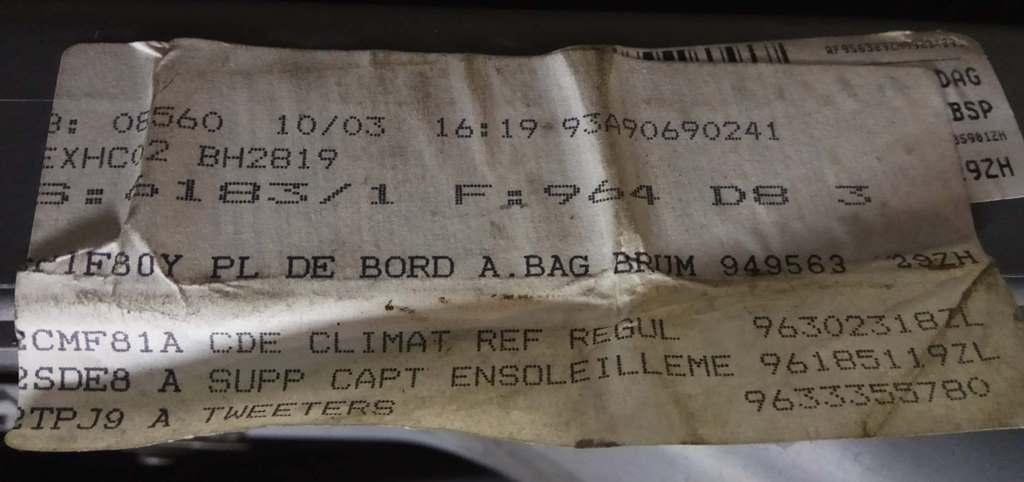 DAG
BSP
9ZH
B: 08560 10/03 16:19 93A90690241
EXHC02 BH2819
S:6183/1 F:964 D8 3
1F80Y PL DE BORD A.BAG BRUM 949563 29ZH
2CMF81A CDE CLIMAT REF REGUL 96302318ZL
2SDE8 A SUPP CAPT ENSOLEILLEME 96185119ZL
2TPJ9 A TWEETERS 9633355780